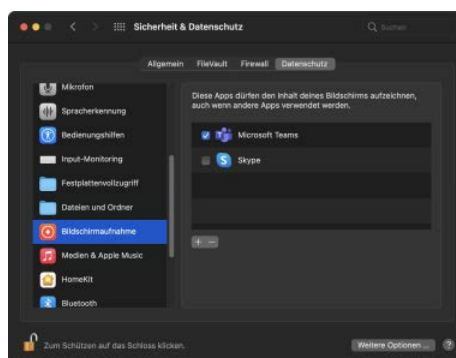 Sicherheit & Datenschutz
Suchen
Allgemein
FileVault
Firewall
Datenschutz
Mikrofon
Spracherkennung
Bedienungshilfen
Input-Monitoring
Festplattenvollzugriff
Dateien und Ordner
Bildschirmaufnahme
Medien & Apple Music
HomeKit
Bluetooth
Diese Apps dürfen den Inhalt deines Bildschirms aufzeichnen,
auch wenn andere Apps verwendet werden.
Microsoft Teams
Skype
Zum Schützen auf das Schloss klicken.
Weitere Optionen ...
?